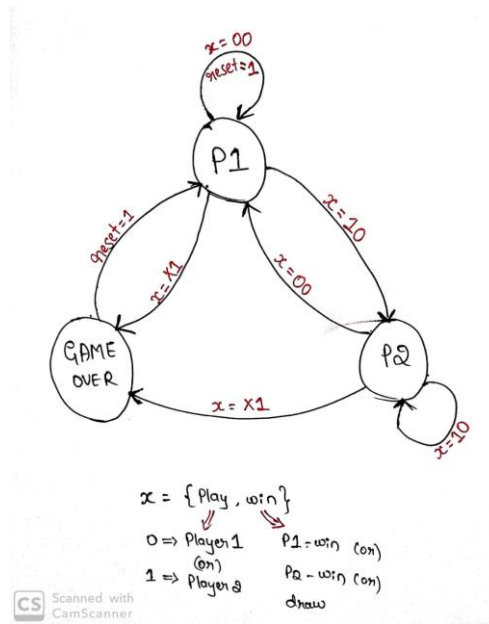 x = 00
reset=1
P1
x = 10
reset=1
x = X1
x = 00
GAME
OVER
P2
x = X1
x = 10
x = {Play, win}
0 => Player 1 P1-win (or)
(or) P2-win (or)
1 => Player 2 draw
CS Scanned with
CamScanner